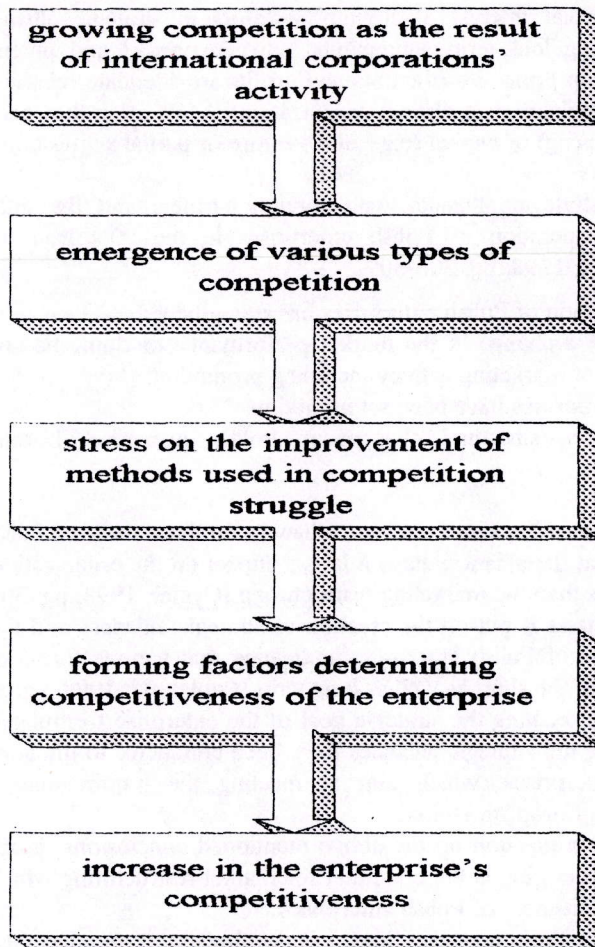 growing competition as the result
of international corporations'
activity
emergence of various types of
competition
stress on the improvement of
methods used in competition
struggle
forming factors determining
competitiveness of the enterprise
increase in the enterprise's
competitiveness